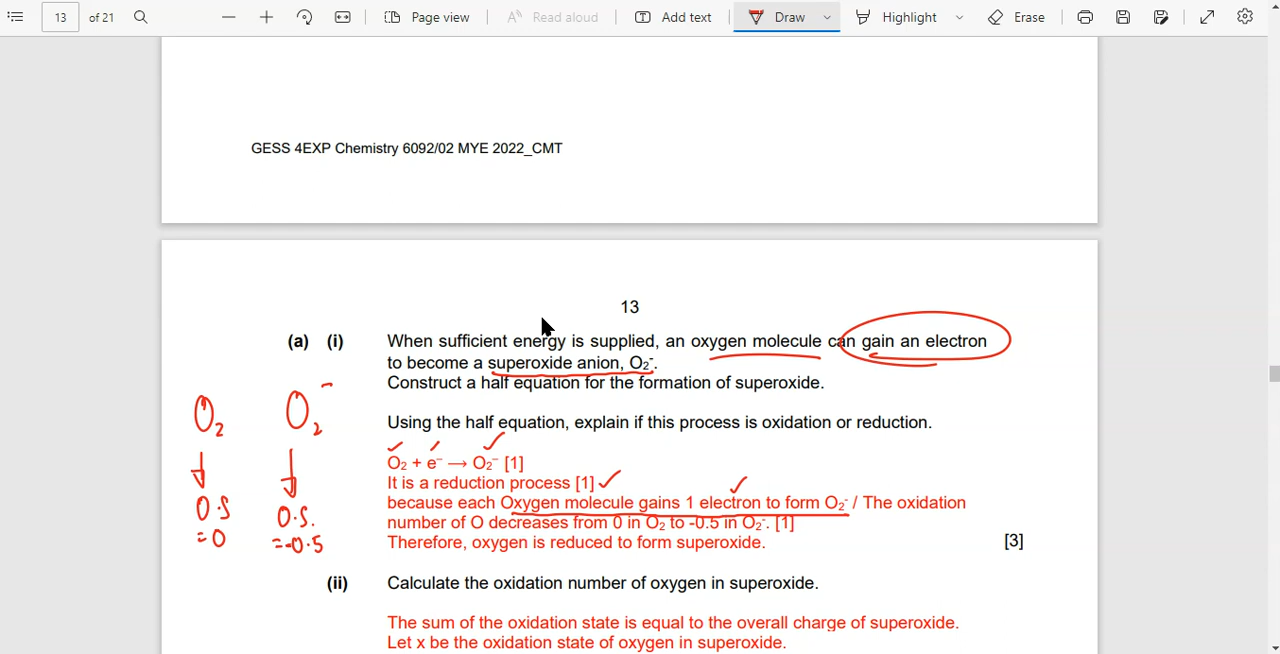 13 of 21 Page view Read aloud Add text Draw Highlight Erase
GESS 4EXP Chemistry 6092/02 MYE 2022_CMT
13
(a) (i) When sufficient energy is supplied, an oxygen molecule can gain an electron
to become a superoxide anion, O₂⁻.
Construct a half equation for the formation of superoxide.
Using the half equation, explain if this process is oxidation or reduction.
O₂ + e⁻ → O₂⁻ [1]
It is a reduction process [1]
because each Oxygen molecule gains 1 electron to form O₂⁻ / The oxidation
number of O decreases from 0 in O₂ to -0.5 in O₂⁻. [1]
Therefore, oxygen is reduced to form superoxide. [3]
O₂ O₂⁻
↓ ↓
O.S O.S.
=0 =-0.5
(ii) Calculate the oxidation number of oxygen in superoxide.
The sum of the oxidation state is equal to the overall charge of superoxide.
Let x be the oxidation state of oxygen in superoxide.